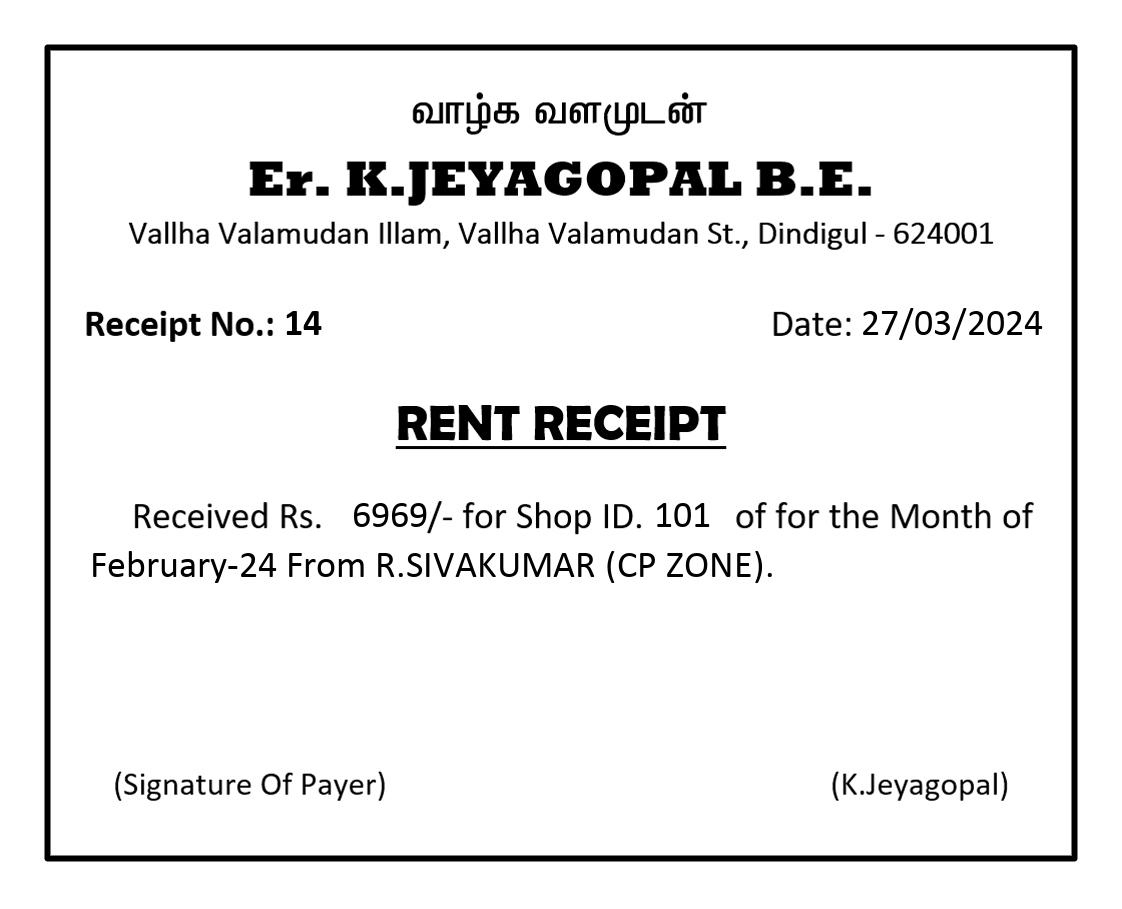 வாழ்க வளமுடன்
Er. K.JEYAGOPAL B.E.
Vallha Valamudan Illam, Vallha Valamudan St., Dindigul - 624001
Receipt No.: 14 Date: 27/03/2024
RENT RECEIPT
Received Rs. 6969/- for Shop ID. 101 of for the Month of
February-24 From R.SIVAKUMAR (CP ZONE).
(Signature Of Payer) (K.Jeyagopal)